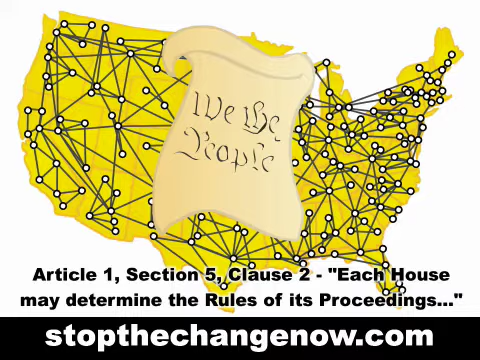 We the
People
Article 1, Section 5, Clause 2 - "Each House
may determine the Rules of its Proceedings..."
stopthechangenow.com